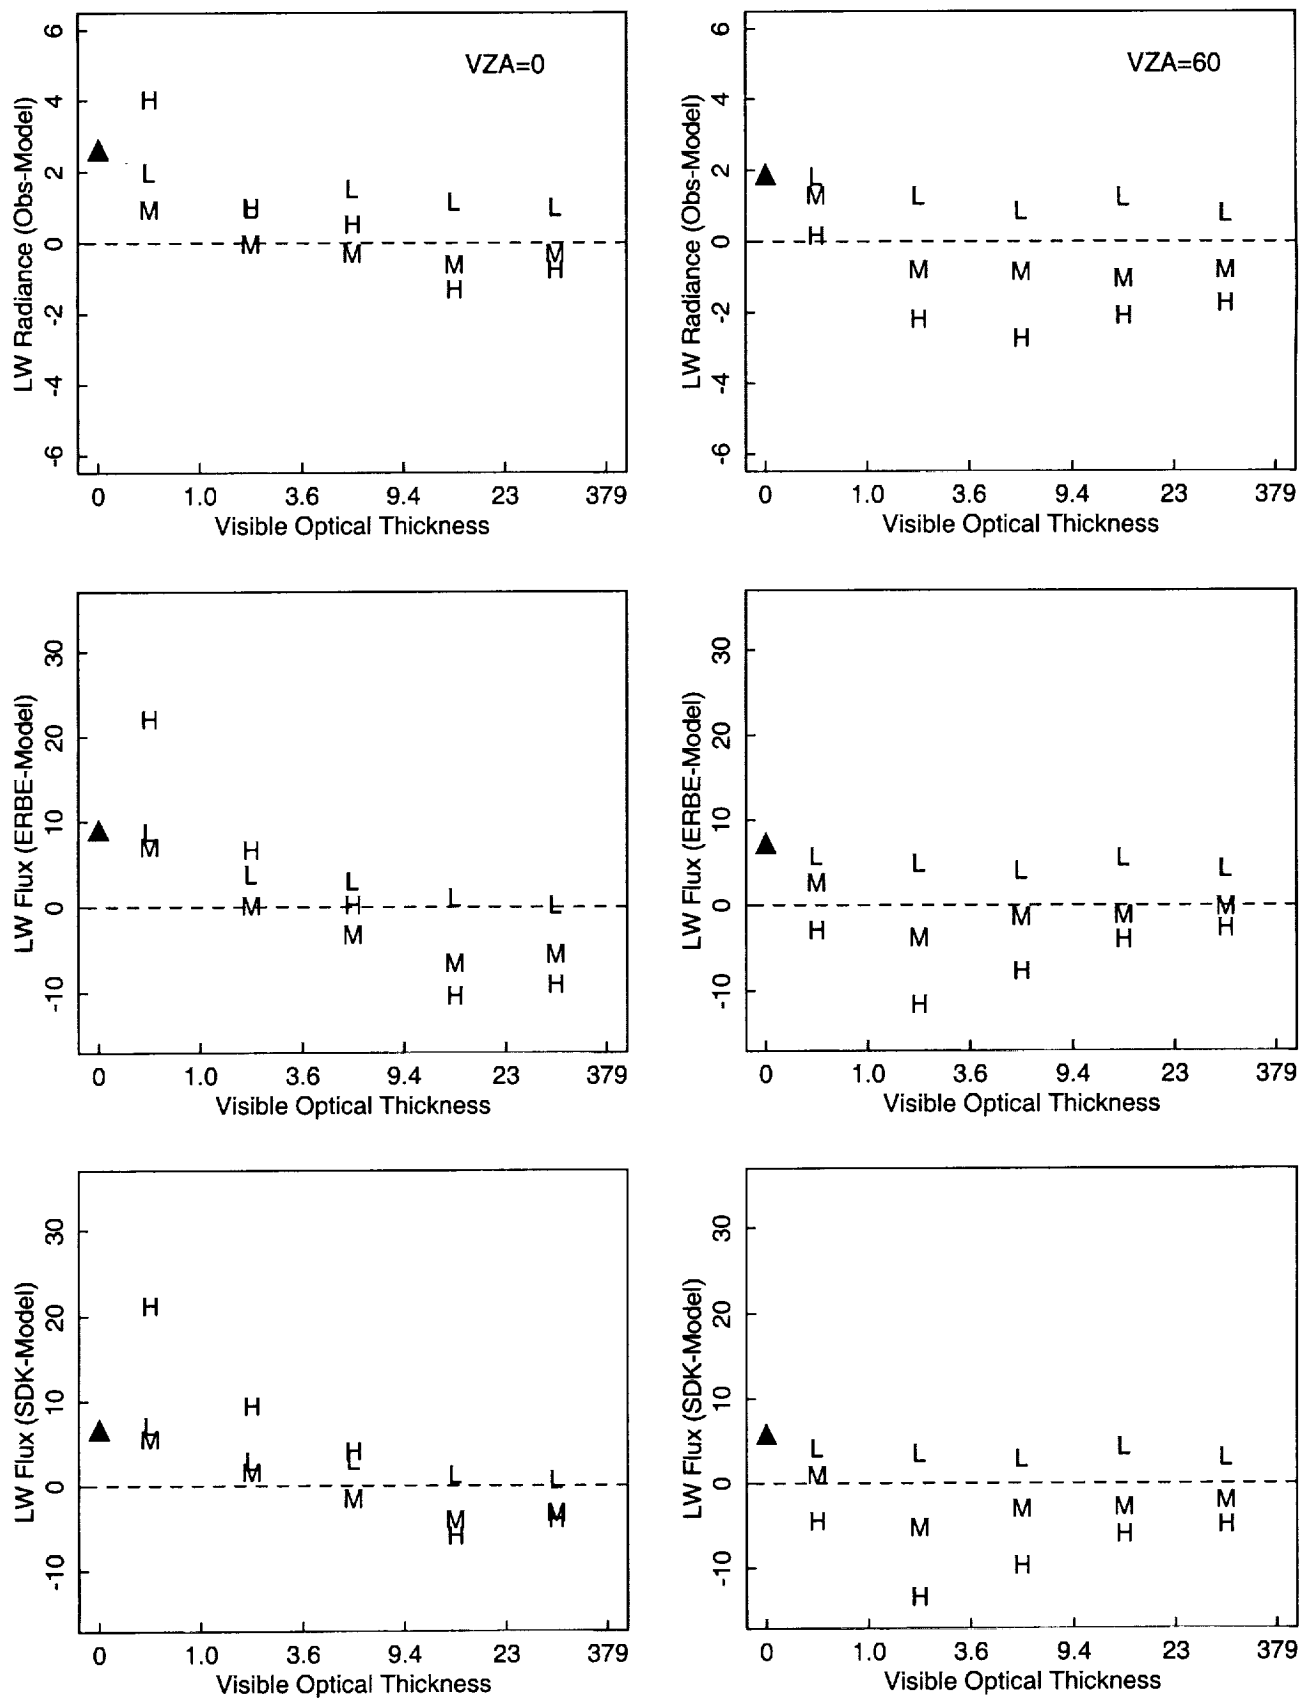 LW Radiance (Obs-Model)
6
4
2
0
-2
-4
-6
VZA=0
H
L
M
H
L
M
L
H
M
L
M
H
L
M
H
0 1.0 3.6 9.4 23 379
Visible Optical Thickness
LW Radiance (Obs-Model)
6
4
2
0
-2
-4
-6
VZA=60
L
M
H
L
M
H
L
M
H
L
M
H
L
M
H
0 1.0 3.6 9.4 23 379
Visible Optical Thickness
LW Flux (ERBE-Model)
30
20
10
0
-10
H
L
M
H
L
M
L
H
M
L
M
H
L
M
H
0 1.0 3.6 9.4 23 379
Visible Optical Thickness
LW Flux (ERBE-Model)
30
20
10
0
-10
L
M
H
L
M
H
L
M
H
L
M
H
L
M
H
0 1.0 3.6 9.4 23 379
Visible Optical Thickness
LW Flux (SDK-Model)
30
20
10
0
-10
H
L
M
H
L
M
H
L
M
L
M
H
L
M
H
0 1.0 3.6 9.4 23 379
Visible Optical Thickness
LW Flux (SDK-Model)
30
20
10
0
-10
L
M
H
L
M
H
L
M
H
L
M
H
L
M
H
0 1.0 3.6 9.4 23 379
Visible Optical Thickness